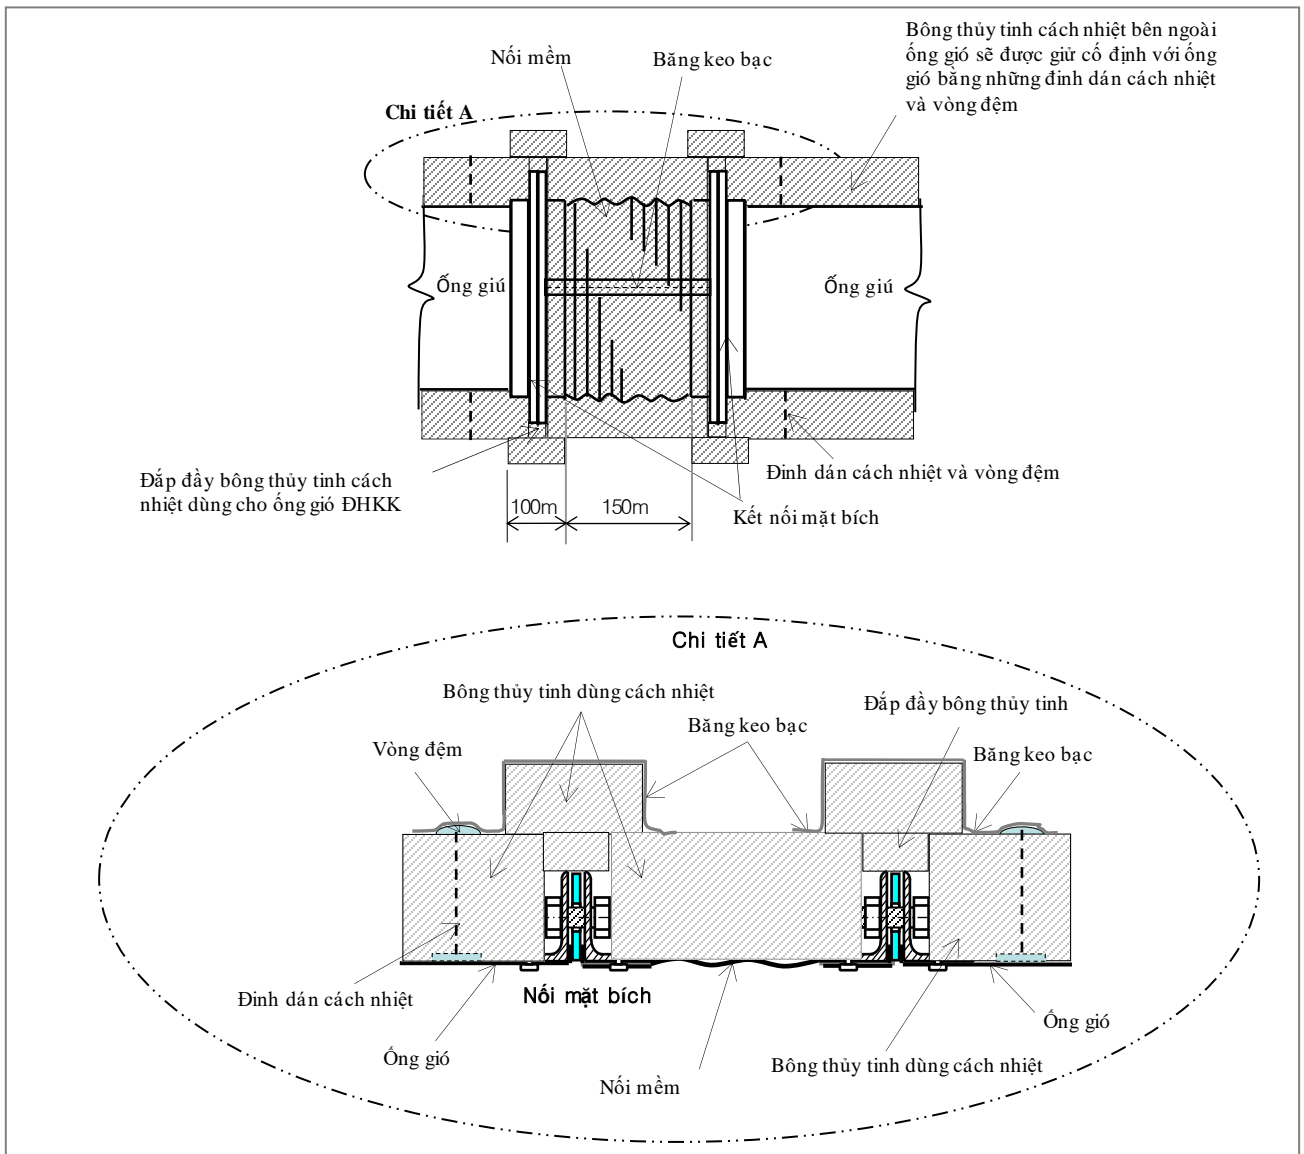 Bông thủy tinh cách nhiệt bên ngoài
ống gió sẽ được giử cố định với ống
gió bằng những đinh dán cách nhiệt
và vòng đệm
Nối mềm
Băng keo bạc
Chi tiết A
Ống giú
Ống giú
Đắp đầy bông thủy tinh cách
nhiệt dùng cho ống gió ĐHKK
Đinh dán cách nhiệt và vòng đệm
100m
150m
Kết nối mặt bích
Chi tiết A
Bông thủy tinh dùng cách nhiệt
Đắp đầy bông thủy tinh
Băng keo bạc
Vòng đệm
Băng keo bạc
Đinh dán cách nhiệt
Nối mặt bích
Ống gió
Ống gió
Bông thủy tinh dùng cách nhiệt
Nối mềm